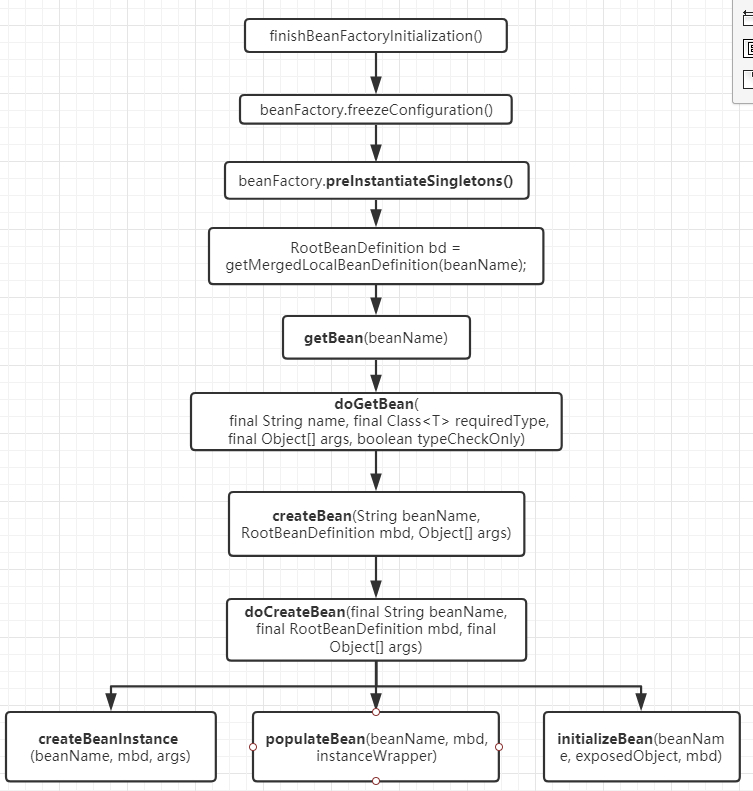 finishBeanFactoryInitialization()
beanFactory.freezeConfiguration()
beanFactory.preInstantiateSingletons()
RootBeanDefinition bd =
getMergedLocalBeanDefinition(beanName);
getBean(beanName)
doGetBean(
final String name, final Class<T> requiredType,
final Object[] args, boolean typeCheckOnly)
createBean(String beanName,
RootBeanDefinition mbd, Object[] args)
doCreateBean(final String beanName,
final RootBeanDefinition mbd, final
Object[] args)
createBeanInstance
(beanName, mbd, args)
populateBean(beanName, mbd,
instanceWrapper)
initializeBean(beanNam
e, exposedObject, mbd)